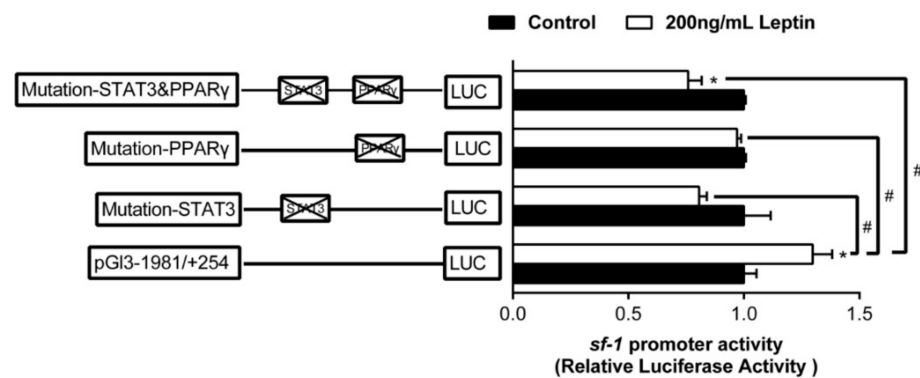 Control 200ng/mL Leptin
Mutation-STAT3&PPARγ STAT3 PPARγ LUC * #
Mutation-PPARγ PPARγ LUC #
Mutation-STAT3 STAT3 LUC #
pGl3-1981/+254 LUC *
0.0 0.5 1.0 1.5
sf-1 promoter activity
(Relative Luciferase Activity )